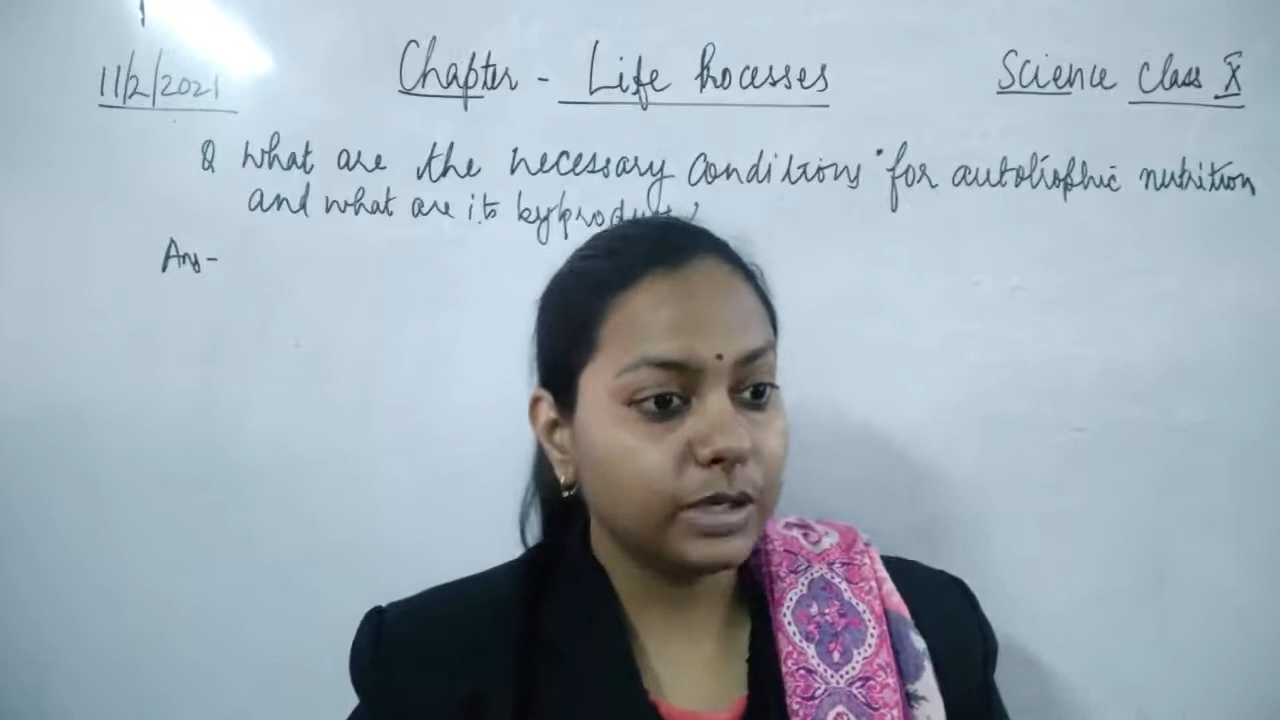 11/2/2021
Chapter - Life Processes
Science Class X
Q What are the necessary conditions for autotrophic nutrition
and what are its
Ans-